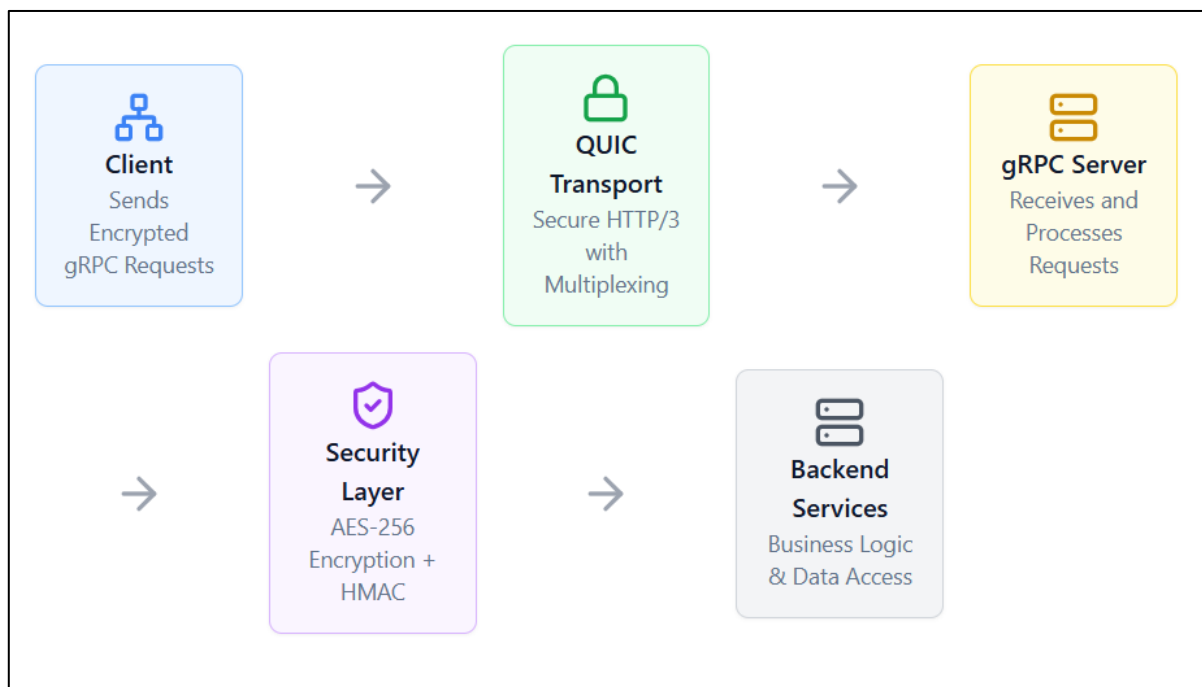 Client
Sends
Encrypted
gRPC Requests
QUIC
Transport
Secure HTTP/3
with
Multiplexing
gRPC Server
Receives and
Processes
Requests
Security
Layer
AES-256
Encryption +
HMAC
Backend
Services
Business Logic
& Data Access